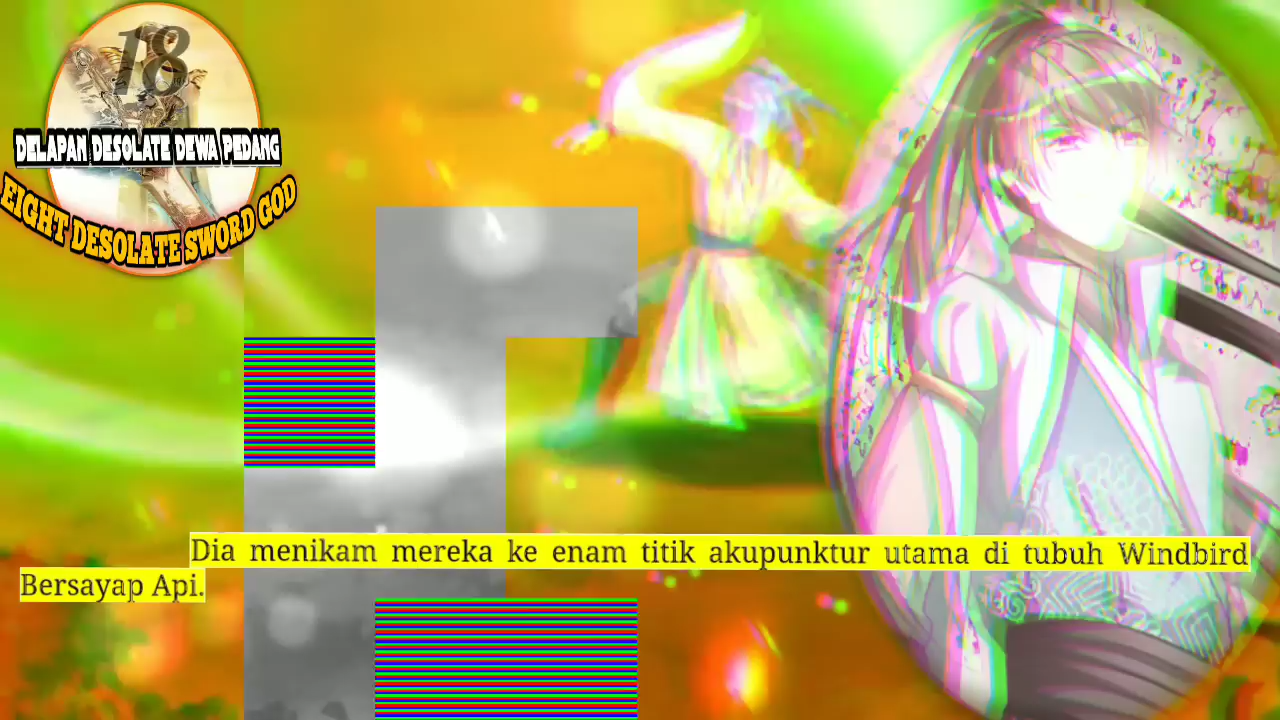 18
DELAPAN DESOLATE DEWA PEDANG
EIGHT DESOLATE SWORD GOD
Dia menikam mereka ke enam titik akupunktur utama di tubuh Windbird
Bersayap Api.